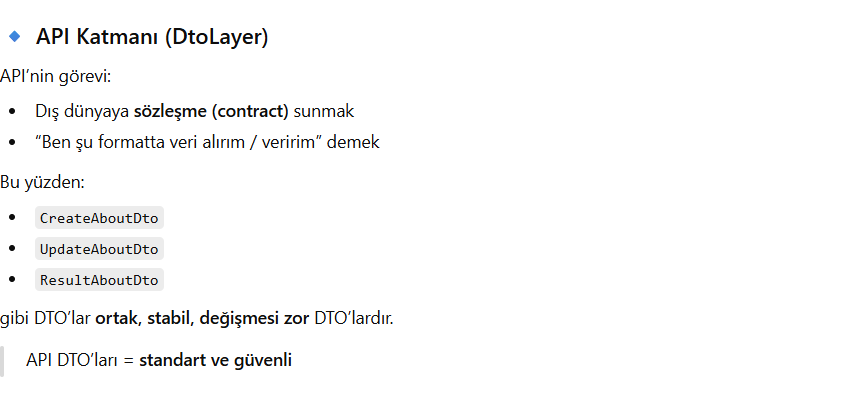 API Katmanı (DtoLayer)
API’nin görevi:
Dış dünyaya sözleşme (contract) sunmak
“Ben şu formatta veri alırım / veririm” demek
Bu yüzden:
CreateAboutDto
UpdateAboutDto
ResultAboutDto
gibi DTO’lar ortak, stabil, değişmesi zor DTO’lardır.
API DTO’ları = standart ve güvenli